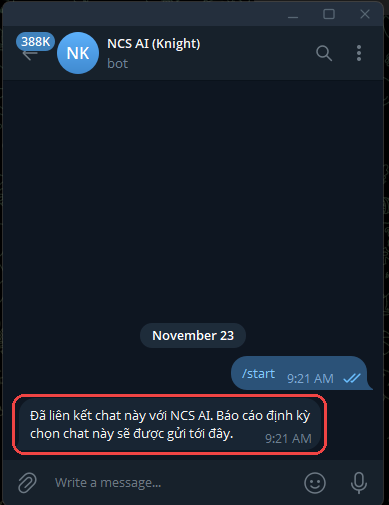 388K
NK
NCS AI (Knight)
bot
November 23
/start 9:21 AM
Đã liên kết chat này với NCS AI. Báo cáo định kỳ
chọn chat này sẽ được gửi tới đây.
9:21 AM
Write a message...